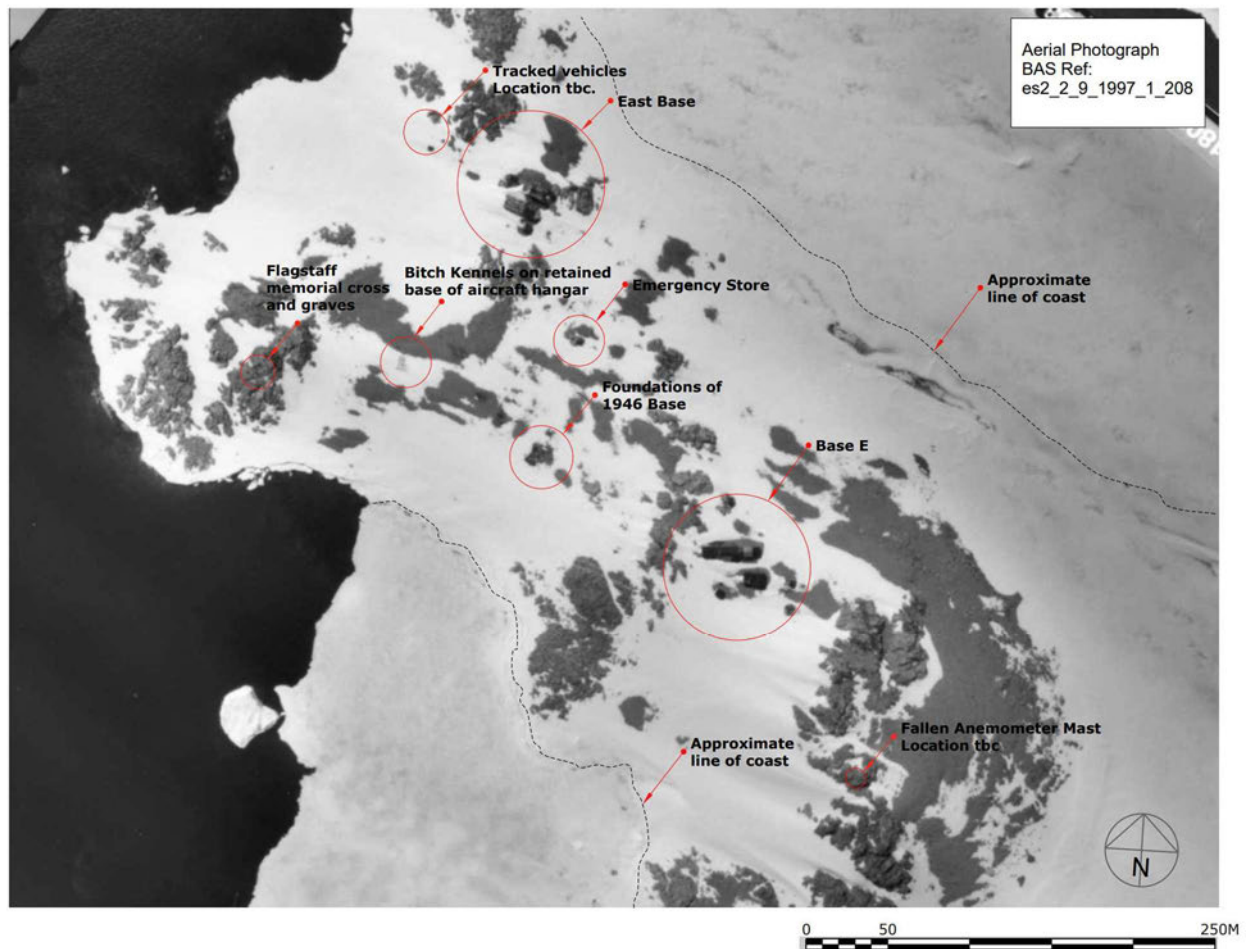 Aerial Photograph
BAS Ref:
es2_2_9_1997_1_208
Tracked vehicles
Location tbc.
East Base
Flagstaff
memorial cross
and graves
Bitch Kennels on retained
base of aircraft hangar
Emergency Store
Approximate
line of coast
Foundations of
1946 Base
Base E
Fallen Anemometer Mast
Location tbc
Approximate
line of coast
N
0 50 250M